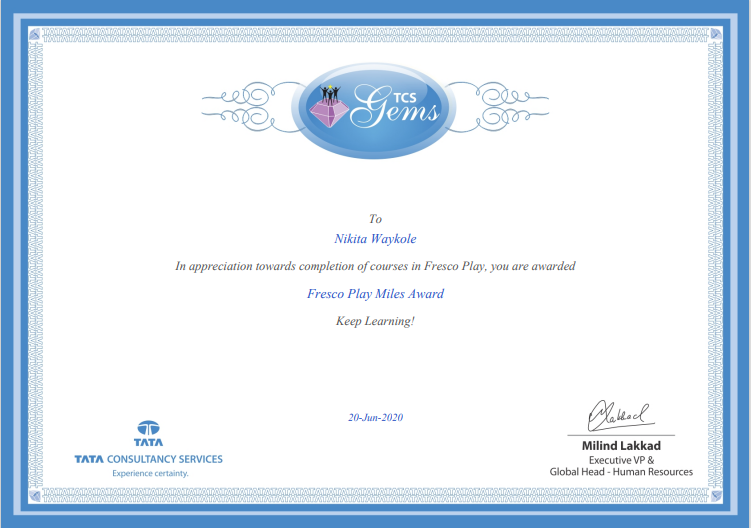 TCS
Gems
To
Nikita Waykole
In appreciation towards completion of courses in Fresco Play, you are awarded
Fresco Play Miles Award
Keep Learning!
20-Jun-2020
TATA
TATA CONSULTANCY SERVICES
Experience certainty.
Milind Lakkad
Executive VP &
Global Head - Human Resources